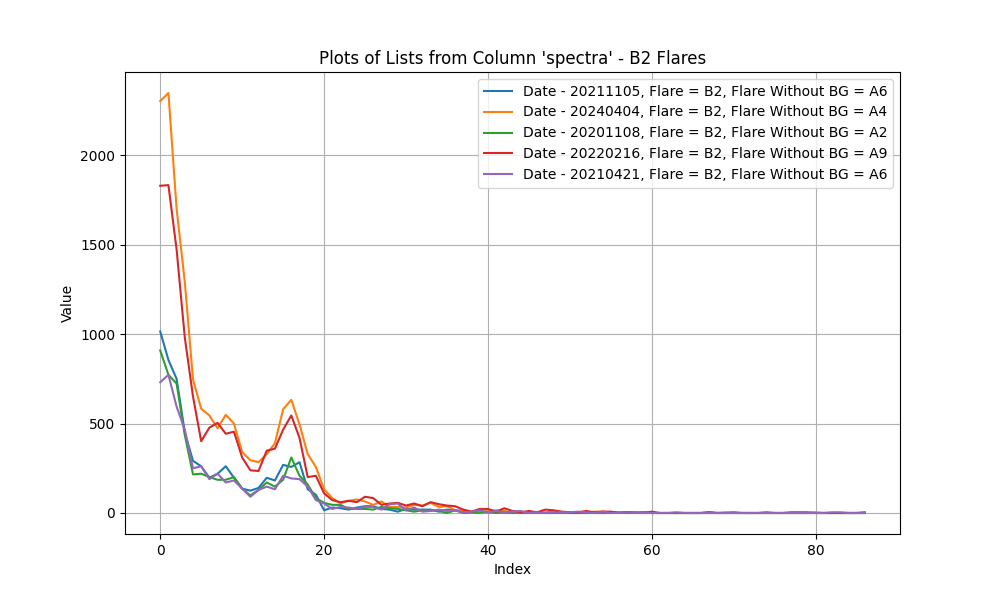 Plots of Lists from Column 'spectra' - B2 Flares
Date - 20211105, Flare = B2, Flare Without BG = A6
Date - 20240404, Flare = B2, Flare Without BG = A4
Date - 20201108, Flare = B2, Flare Without BG = A2
Date - 20220216, Flare = B2, Flare Without BG = A9
Date - 20210421, Flare = B2, Flare Without BG = A6
2000
1500
1000
500
0
Value
0 20 40 60 80
Index